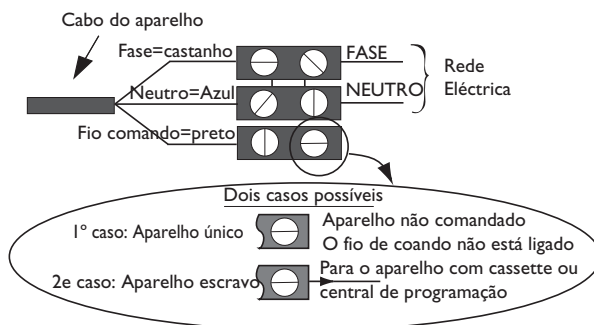 Cabo do aparelho
Fase=castanho
FASE
Neutro=Azul
NEUTRO
Rede
Eléctrica
Fio comando=preto
Dois casos possíveis
1º caso: Aparelho único
Aparelho não comandado
O fio de coando não está ligado
2e caso: Aparelho escravo
Para o aparelho com cassette ou
central de programação